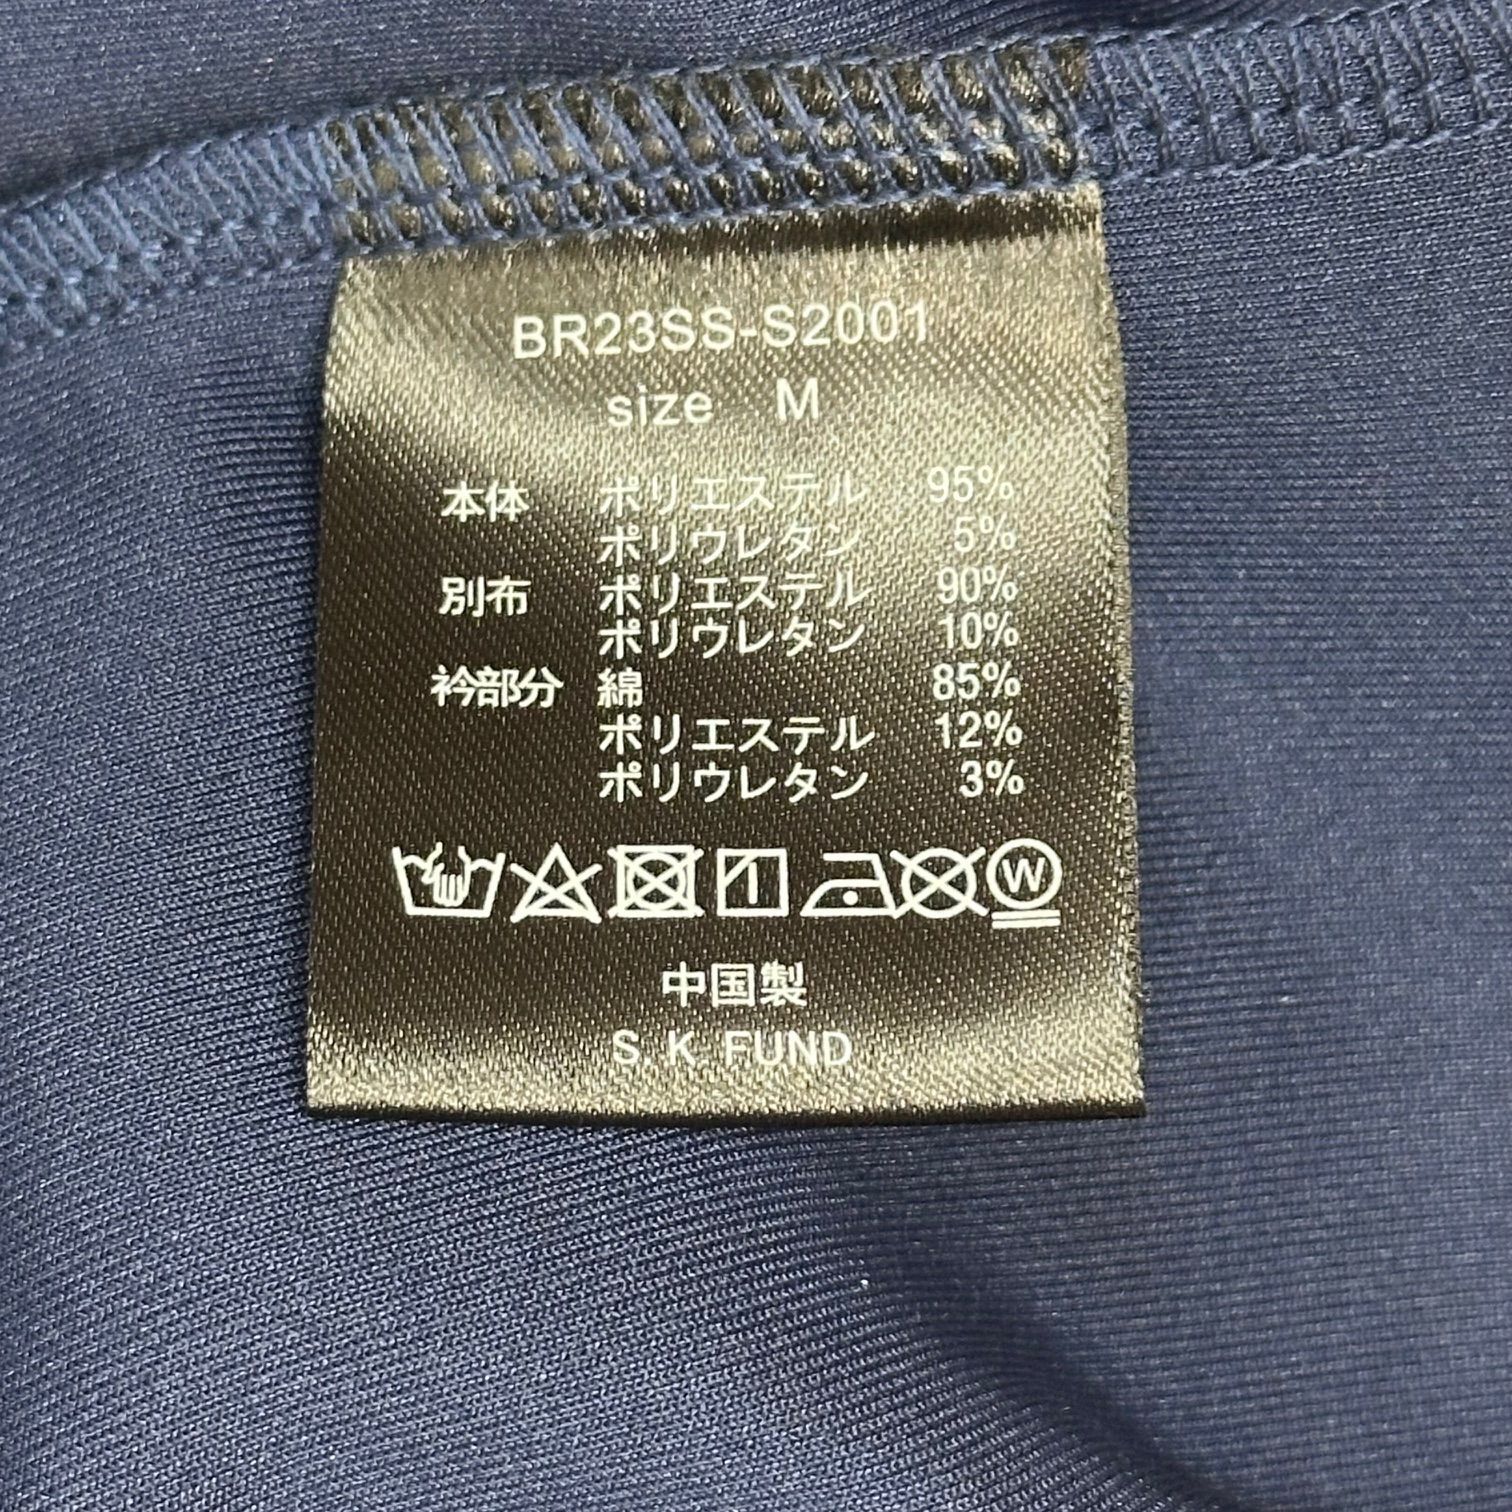 BR23SS-S2001
size M
本体 ポリエステル 95%
ポリウレタン 5%
別布 ポリエステル 90%
ポリウレタン 10%
衿部分 綿 85%
ポリエステル 12%
ポリウレタン 3%
W
中国製
S. K. FUND